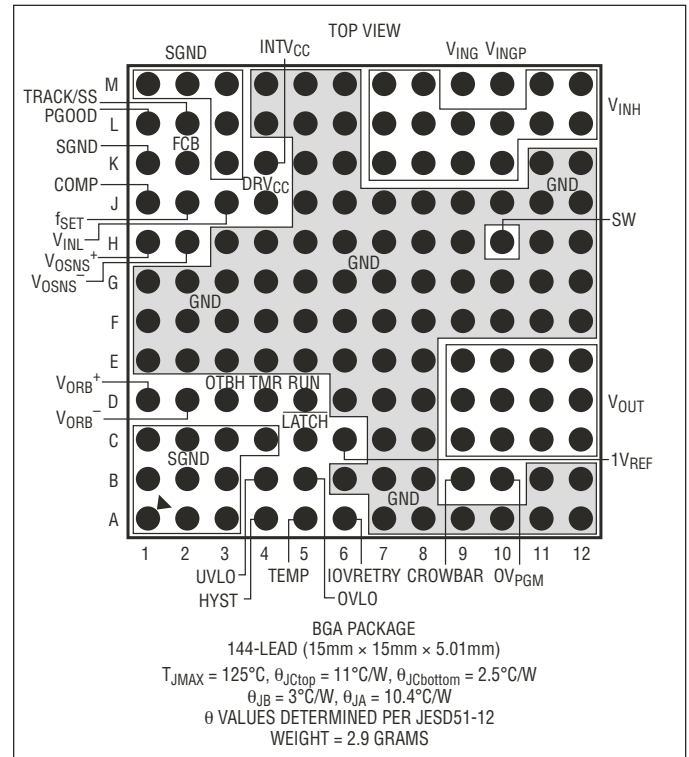 TOP VIEW
SGND
INTVCC
VING VINGP
M
TRACK/SS
L
PGOOD
VINH
FCB
SGND
K
COMP
DRVCC
GND
J
fSET
SW
VINL
H
VOSNS+
GND
VOSNS−
G
GND
F
E
VORB+
OTBH TMR RUN
D
VORB−
VOUT
LATCH
C
SGND
1VREF
B
GND
A
1 2 3 4 5 6 7 8 9 10 11 12
UVLO TEMP IOVRETRY CROWBAR OVPGM
HYST OVLO
BGA PACKAGE
144-LEAD (15mm × 15mm × 5.01mm)
TJMAX = 125°C, θJCtop = 11°C/W, θJCbottom = 2.5°C/W
θJB = 3°C/W, θJA = 10.4°C/W
θ VALUES DETERMINED PER JESD51-12
WEIGHT = 2.9 GRAMS